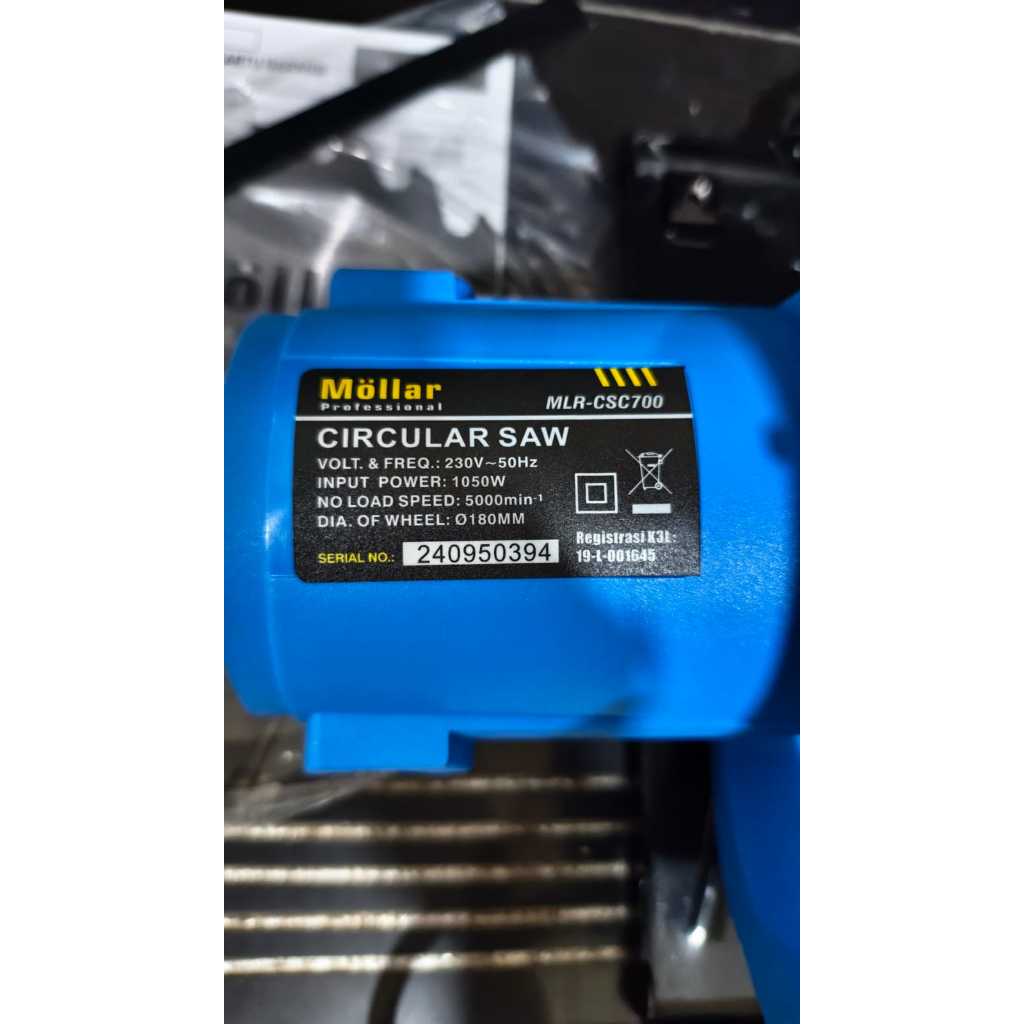 Möllar
Professional
MLR-CSC700
CIRCULAR SAW
VOLT. & FREQ.: 230V~50Hz
INPUT POWER: 1050W
NO LOAD SPEED: 5000min⁻¹
DIA. OF WHEEL: Ø180MM
SERIAL NO.: 240950394
Registrasi K3L:
19-L-001645